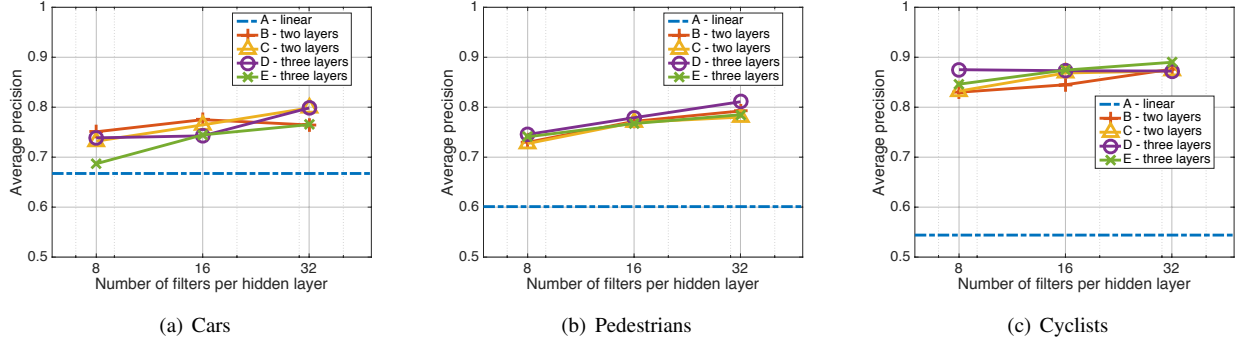 A - linear
B - two layers
C - two layers
D - three layers
E - three layers
1
0.9
0.8
0.7
0.6
0.5
Average precision
8 16 32
Number of filters per hidden layer
(a) Cars
A - linear
B - two layers
C - two layers
D - three layers
E - three layers
1
0.9
0.8
0.7
0.6
0.5
Average precision
8 16 32
Number of filters per hidden layer
(b) Pedestrians
1
0.9
0.8
0.7
0.6
0.5
Average precision
A - linear
B - two layers
C - two layers
D - three layers
E - three layers
8 16 32
Number of filters per hidden layer
(c) Cyclists